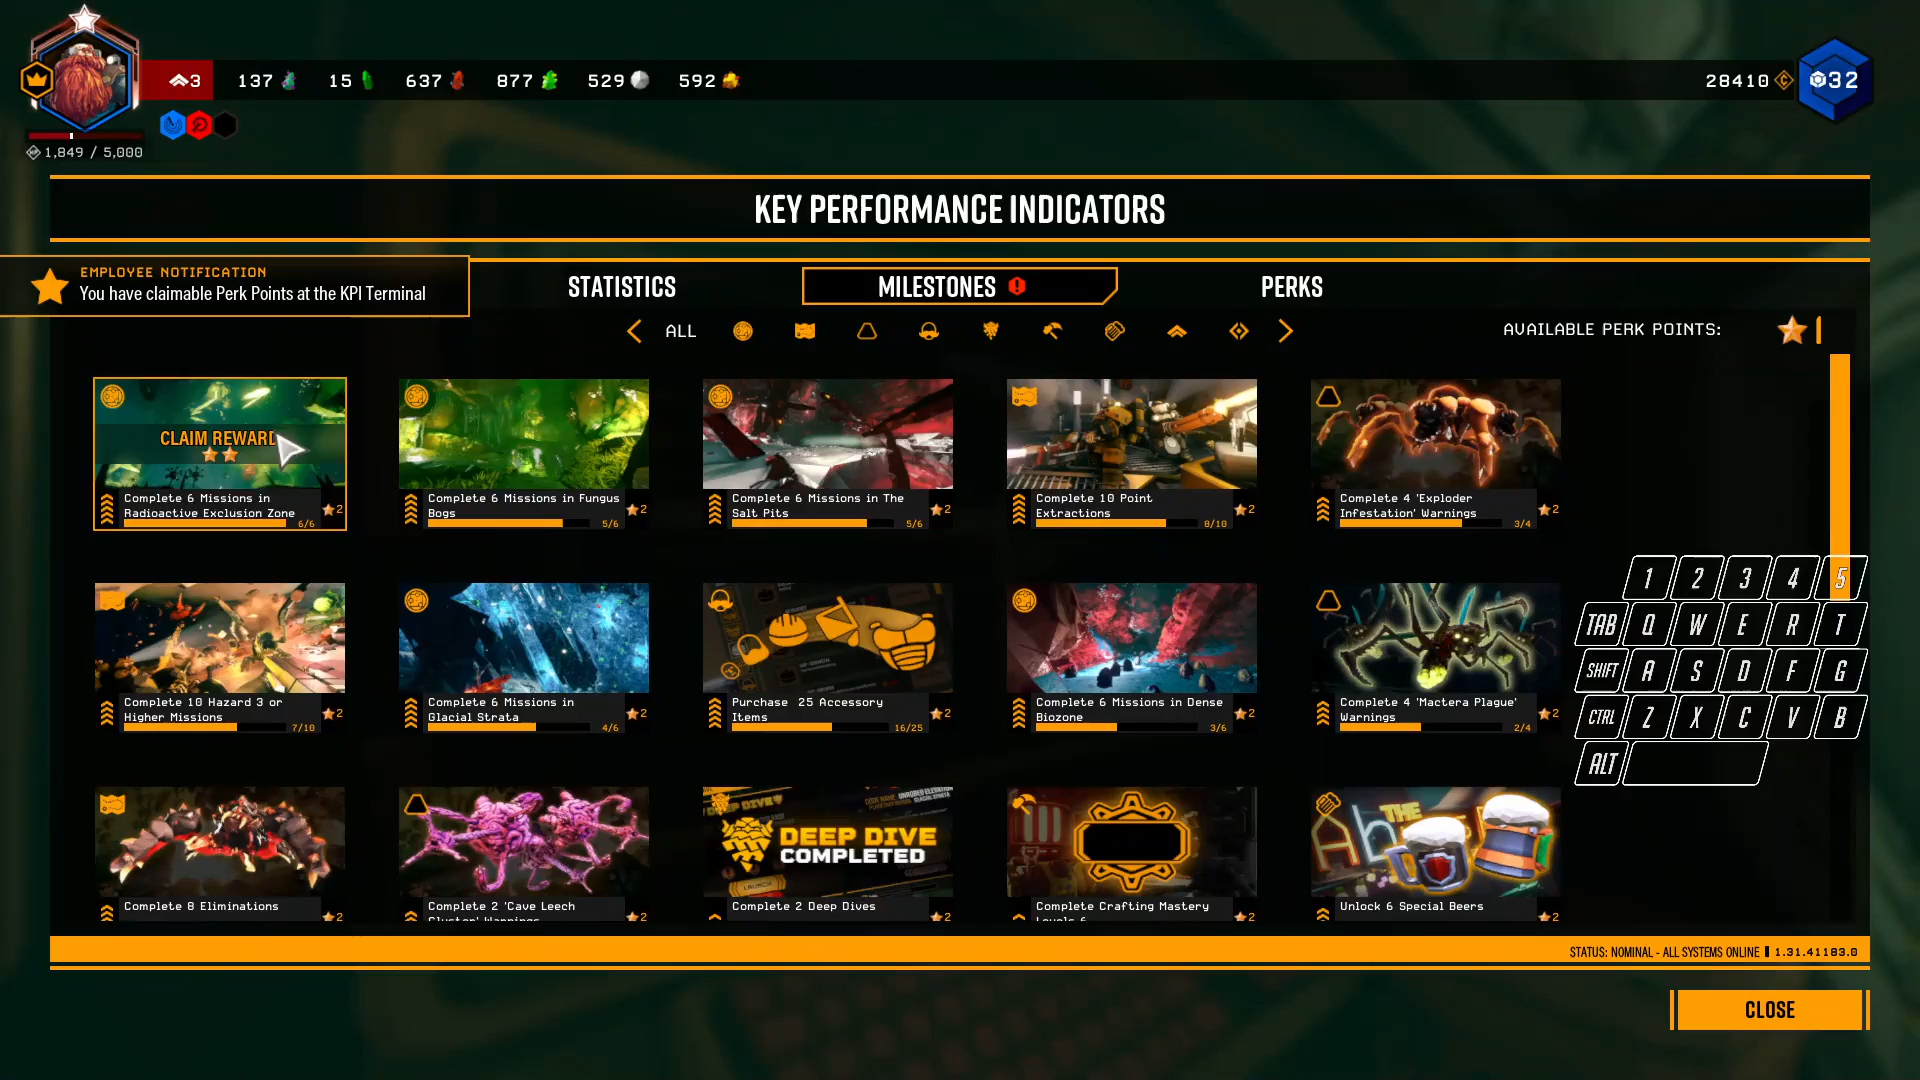 3 137 15 637 877 529 592
28410 32
1,849 / 5,000
KEY PERFORMANCE INDICATORS
EMPLOYEE NOTIFICATION
You have claimable Perk Points at the KPI Terminal
STATISTICS MILESTONES PERKS
ALL
AVAILABLE PERK POINTS: 1
CLAIM REWARD
Complete 6 Missions in
Radioactive Exclusion Zone
2
6/6
Complete 6 Missions in Fungus
Bogs
2
5/6
Complete 6 Missions in The
Salt Pits
2
5/6
Complete 10 Point
Extractions
2
8/10
Complete 4 'Exploder
Infestation' Warnings
2
3/4
Complete 10 Hazard 3 or
Higher Missions
2
7/10
Complete 6 Missions in
Glacial Strata
2
4/6
Purchase 25 Accessory
Items
2
16/25
Complete 6 Missions in Dense
Biozone
2
3/6
Complete 4 'Mactera Plague'
Warnings
2
2/4
Complete 8 Eliminations
2
Complete 2 'Cave Leech
Cluster' Warnings
2
DEEP DIVE
COMPLETED
LAUNCH
Complete 2 Deep Dives
2
Complete Crafting Mastery
Levels 6
2
THE
Ab
Unlock 6 Special Beers
2
1 2 3 4 5
TAB Q W E R T
SHIFT A S D F G
CTRL Z X C V B
ALT
STATUS: NOMINAL - ALL SYSTEMS ONLINE 1.31.41183.0
CLOSE